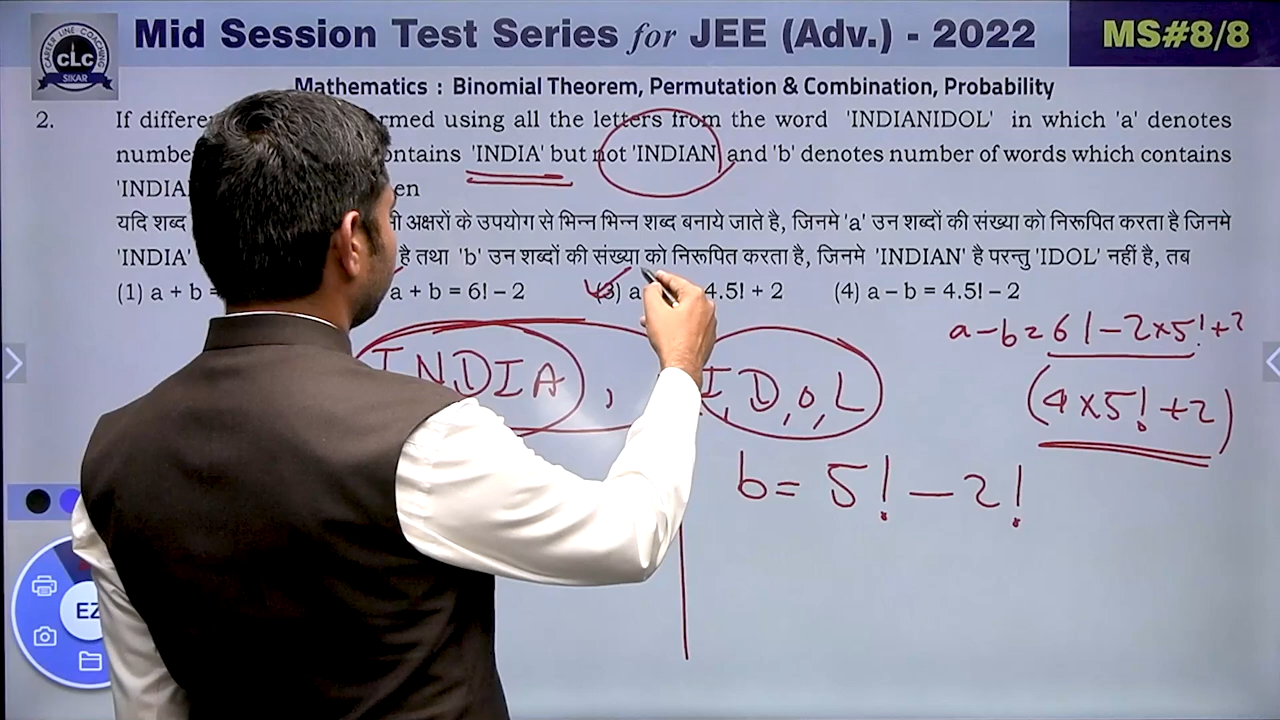 CAREER LINE COACHING
CLC
SIKAR
Mid Session Test Series for JEE (Adv.) - 2022
MS#8/8
Mathematics : Binomial Theorem, Permutation & Combination, Probability
2. If differe rmed using all the letters from the word 'INDIANIDOL' in which 'a' denotes
number ontains 'INDIA' but not 'INDIAN' and 'b' denotes number of words which contains
'INDIA en
यदि शब्द अक्षरों के उपयोग से भिन्न भिन्न शब्द बनाये जाते है, जिनमे 'a' उन शब्दों की संख्या को निरूपित करता है जिनमे
'INDIA' है तथा 'b' उन शब्दों की संख्या को निरूपित करता है, जिनमे 'INDIAN' है परन्तु 'IDOL' नहीं है, तब
(1) a + b = a + b = 6! – 2 (3) a 4.5! + 2 (4) a – b = 4.5! – 2
a - b = 6! - 2×5! + 2
INDIA , I, D, O, L
(4×5! + 2)
b = 5! - 2!
EZ